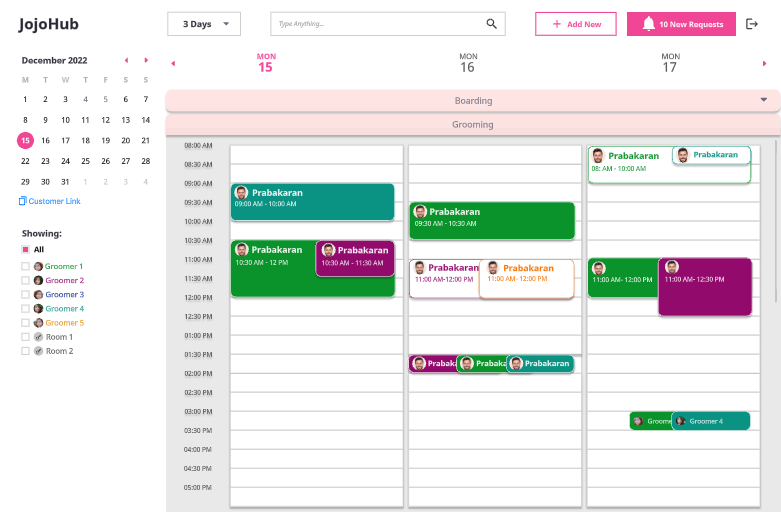 JojoHub
3 Days
Type Anything...
Add New
10 New Requests
December 2022
M T W T F S S
1 2 3 4 5 6 7
8 9 10 11 12 13 14
15 16 17 18 19 20 21
22 23 24 25 26 27 28
29 30 31 1 2 3 4
Customer Link
Showing:
All
Groomer 1
Groomer 2
Groomer 3
Groomer 4
Groomer 5
Room 1
Room 2
MON
15
MON
16
MON
17
Boarding
Grooming
08:00 AM
08:30 AM
09:00 AM
09:30 AM
10:00 AM
10:30 AM
11:00 AM
11:30 AM
12:00 PM
12:30 PM
01:00 PM
01:30 PM
02:00 PM
02:30 PM
03:00 PM
03:30 PM
04:00 PM
04:30 PM
05:00 PM
Prabakaran
09:00 AM - 10:00 AM
Prabakaran
10:30 AM - 12 PM
Prabakaran
10:30 AM - 11:30 AM
Prabakaran
09:30 AM - 10:30 AM
Prabakaran
11:00 AM-12:00 PM
Prabakaran
11:00 AM- 12:00 PM
Prabaka
Prabaka
Prabakaran
Prabakaran
08: AM - 10:00 AM
Prabakaran
11:00 AM- 12:00 PM
11:00 AM - 12:30 PM
Groome
Groomer 4